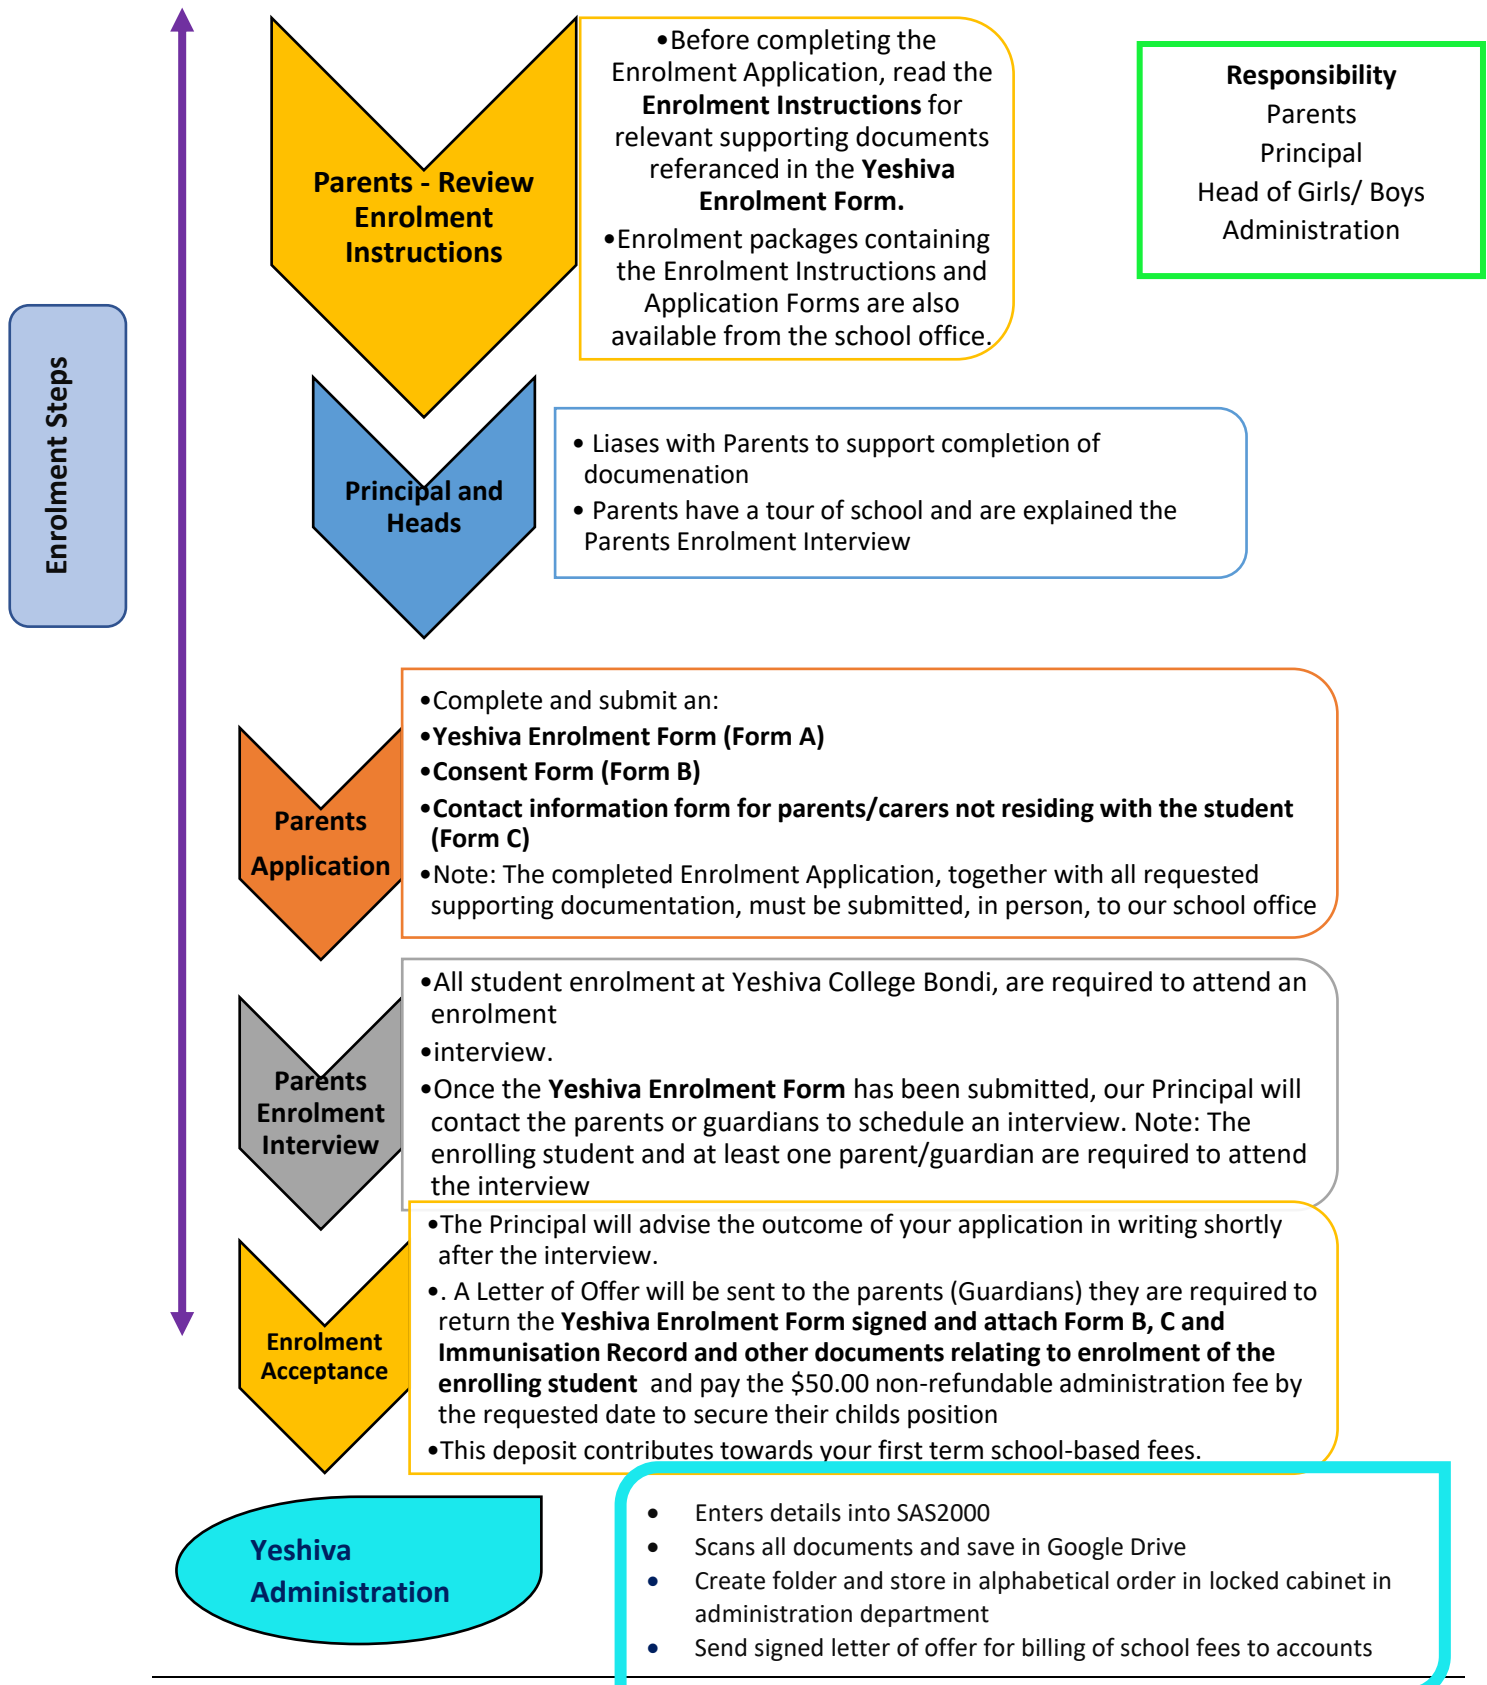 Enrolment Steps
Parents - Review
Enrolment
Instructions
•Before completing the
Enrolment Application, read the
Enrolment Instructions for
relevant supporting documents
referanced in the Yeshiva
Enrolment Form.
•Enrolment packages containing
the Enrolment Instructions and
Application Forms are also
available from the school office.
Responsibility
Parents
Principal
Head of Girls/ Boys
Administration
Principal and
Heads
• Liases with Parents to support completion of
documenation
• Parents have a tour of school and are explained the
Parents Enrolment Interview
Parents
Application
•Complete and submit an:
•Yeshiva Enrolment Form (Form A)
•Consent Form (Form B)
•Contact information form for parents/carers not residing with the student
(Form C)
•Note: The completed Enrolment Application, together with all requested
supporting documentation, must be submitted, in person, to our school office
Parents
Enrolment
Interview
•All student enrolment at Yeshiva College Bondi, are required to attend an
enrolment
•interview.
•Once the Yeshiva Enrolment Form has been submitted, our Principal will
contact the parents or guardians to schedule an interview. Note: The
enrolling student and at least one parent/guardian are required to attend
the interview
Enrolment
Acceptance
•The Principal will advise the outcome of your application in writing shortly
after the interview.
•. A Letter of Offer will be sent to the parents (Guardians) they are required to
return the Yeshiva Enrolment Form signed and attach Form B, C and
Immunisation Record and other documents relating to enrolment of the
enrolling student and pay the $50.00 non-refundable administration fee by
the requested date to secure their childs position
•This deposit contributes towards your first term school-based fees.
Yeshiva
Administration
• Enters details into SAS2000
• Scans all documents and save in Google Drive
• Create folder and store in alphabetical order in locked cabinet in
administration department
• Send signed letter of offer for billing of school fees to accounts